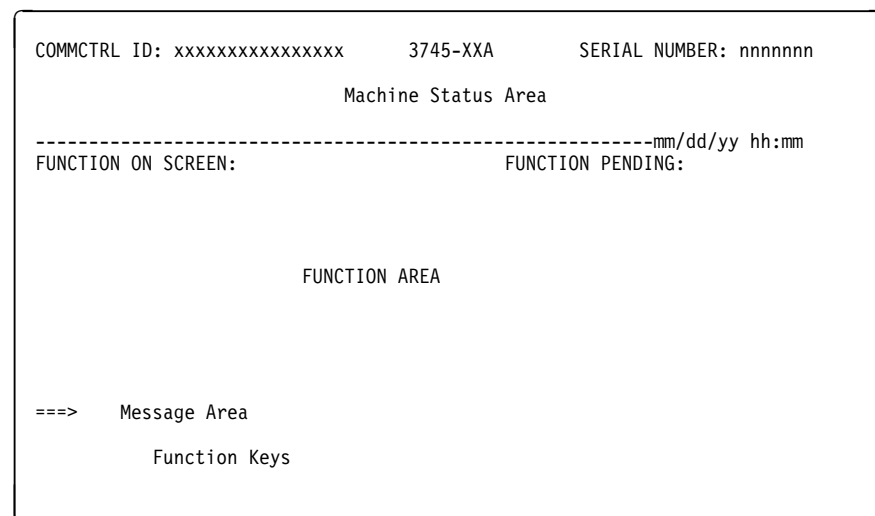 COMMCTRL ID: xxxxxxxxxxxxxxxx 3745-XXA SERIAL NUMBER: nnnnnnn
Machine Status Area
----------------------------------------------------------mm/dd/yy hh:mm
FUNCTION ON SCREEN: FUNCTION PENDING:
FUNCTION AREA
===> Message Area
Function Keys